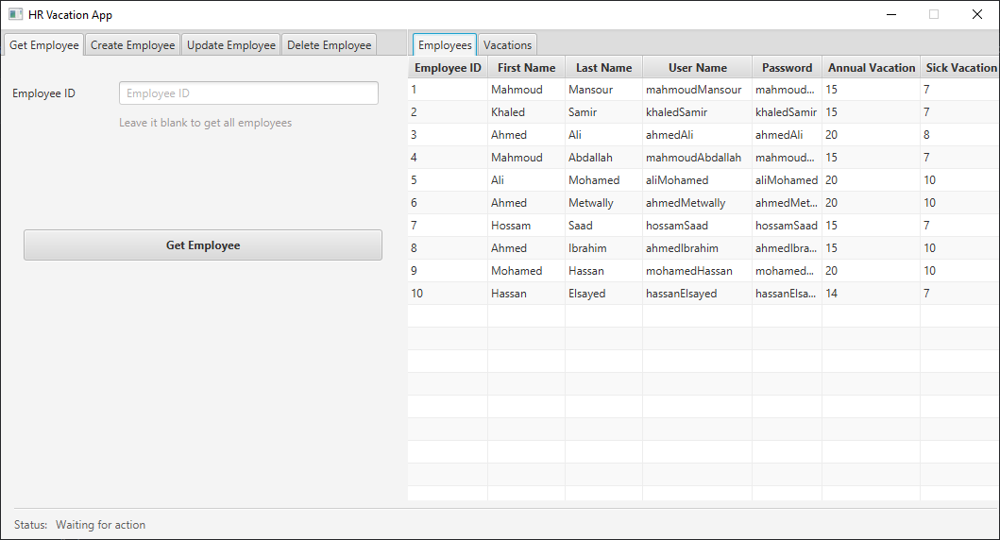 HR Vacation App
Get Employee Create Employee Update Employee Delete Employee
Employee ID Employee ID
Leave it blank to get all employees
Get Employee
Employees Vacations
Employee ID First Name Last Name User Name Password Annual Vacation Sick Vacation
1 Mahmoud Mansour mahmoudMansour mahmoud... 15 7
2 Khaled Samir khaledSamir khaledSamir 15 7
3 Ahmed Ali ahmedAli ahmedAli 20 8
4 Mahmoud Abdallah mahmoudAbdallah mahmoud... 15 7
5 Ali Mohamed aliMohamed aliMohamed 20 10
6 Ahmed Metwally ahmedMetwally ahmedMet... 20 10
7 Hossam Saad hossamSaad hossamSaad 15 7
8 Ahmed Ibrahim ahmedIbrahim ahmedIbra... 15 10
9 Mohamed Hassan mohamedHassan mohamed... 20 10
10 Hassan Elsayed hassanElsayed hassanElsa... 14 7
Status: Waiting for action